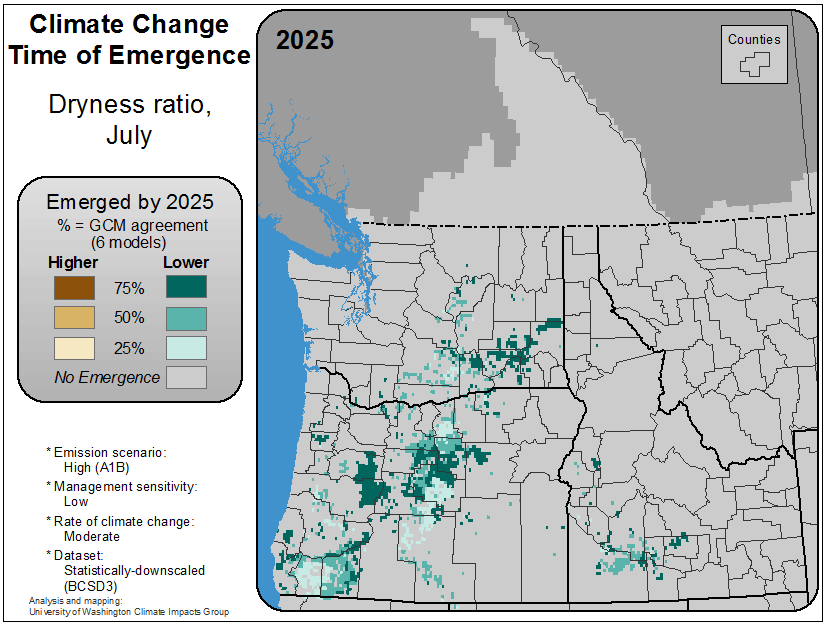 Climate Change
Time of Emergence
Dryness ratio,
July
Emerged by 2025
% = GCM agreement
(6 models)
Higher Lower
75%
50%
25%
No Emergence
* Emission scenario:
High (A1B)
* Management sensitivity:
Low
* Rate of climate change:
Moderate
* Dataset:
Statistically-downscaled
(BCSD3)
Analysis and mapping:
University of Washington Climate Impacts Group
2025
Counties